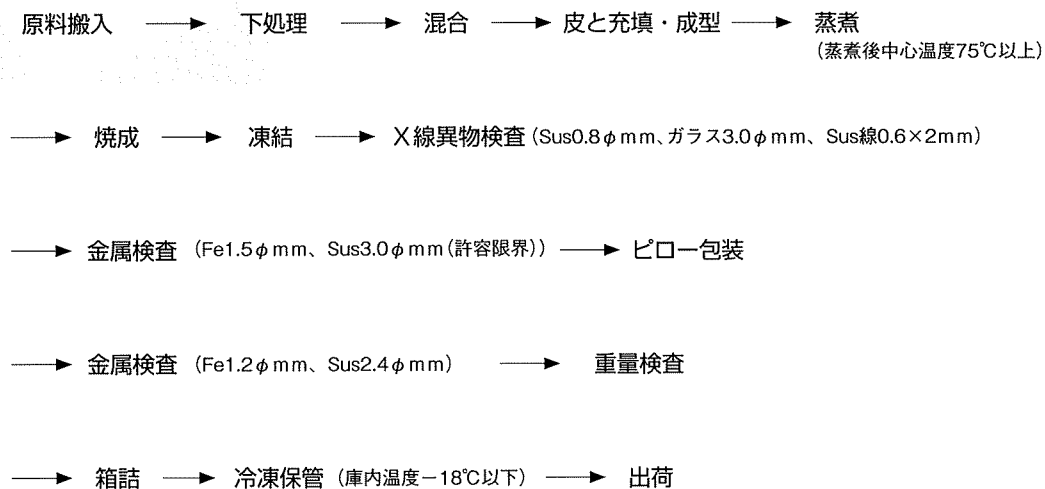 原料搬入 → 下処理 → 混合 → 皮と充填・成型 → 蒸煮
(蒸煮後中心温度75℃以上)
→ 焼成 → 凍結 → X線異物検査(Sus0.8φmm、ガラス3.0φmm、Sus線0.6×2mm)
→ 金属検査(Fe1.5φmm、Sus3.0φmm(許容限界)) → ピロー包装
→ 金属検査(Fe1.2φmm、Sus2.4φmm) → 重量検査
→ 箱詰 → 冷凍保管(庫内温度−18℃以下) → 出荷